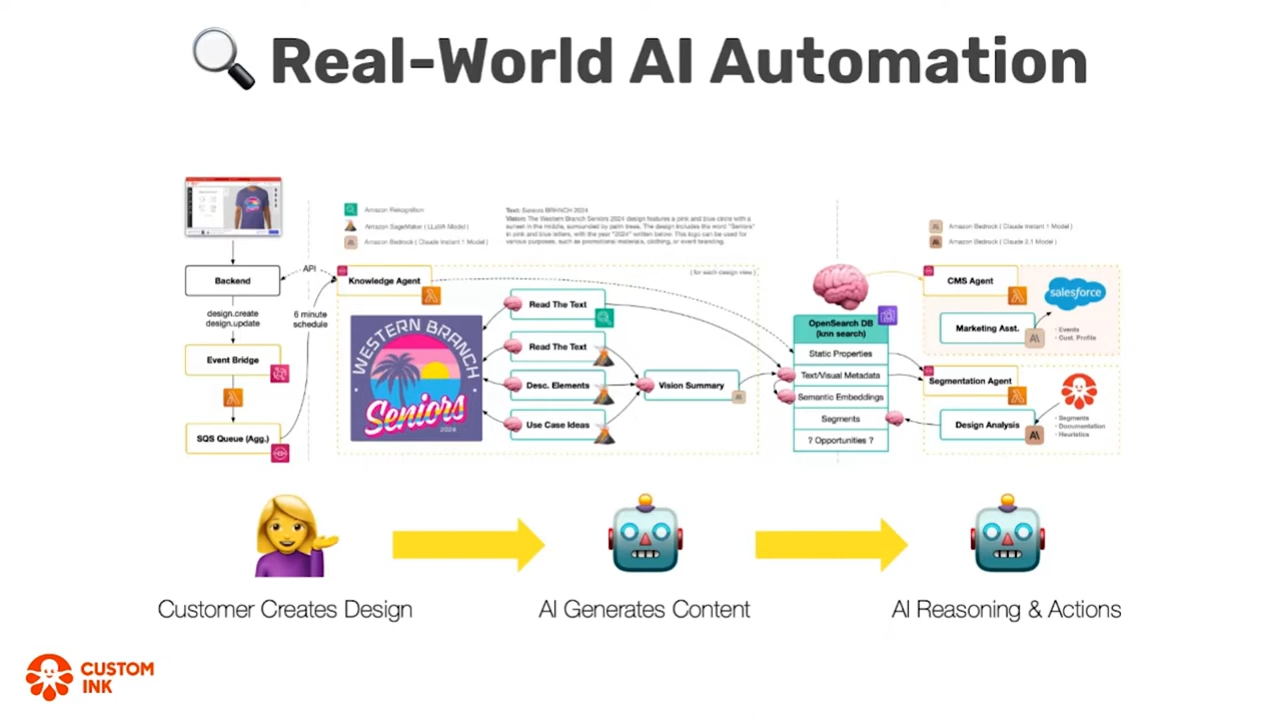 Real-World AI Automation
Amazon Rekognition
Amazon SageMaker ( LLaVA Model )
Amazon Bedrock ( Claude Instant 1 Model )
Text: Seniors BRANCH 2024
Vision: The Western Branch Seniors 2024 design features a pink and blue circle with a
sunset in the middle, surrounded by palm trees. The design includes the word "Seniors"
in pink and blue letters, with the year "2024" written below. This logo can be used for
various purposes, such as promotional materials, clothing, or event branding.
Amazon Bedrock ( Claude Instant 1 Model )
Amazon Bedrock ( Claude 2.1 Model )
Backend
API
design.create
design.update
6 minute
schedule
Event Bridge
SQS Queue (Agg.)
Knowledge Agent
( for each design view )
WESTERN BRANCH
Seniors
2024
Read The Text
Read The Text
Desc. Elements
Use Case Ideas
Vision Summary
OpenSearch DB
(knn search)
Static Properties
Text/Visual Metadata
Semantic Embeddings
Segments
? Opportunities ?
CMS Agent
salesforce
Marketing Asst.
A\
- Events
- Cust. Profile
Segmentation Agent
Design Analysis
A\
- Segments
- Documentation
- Heuristics
Customer Creates Design
AI Generates Content
AI Reasoning & Actions
CUSTOM
INK